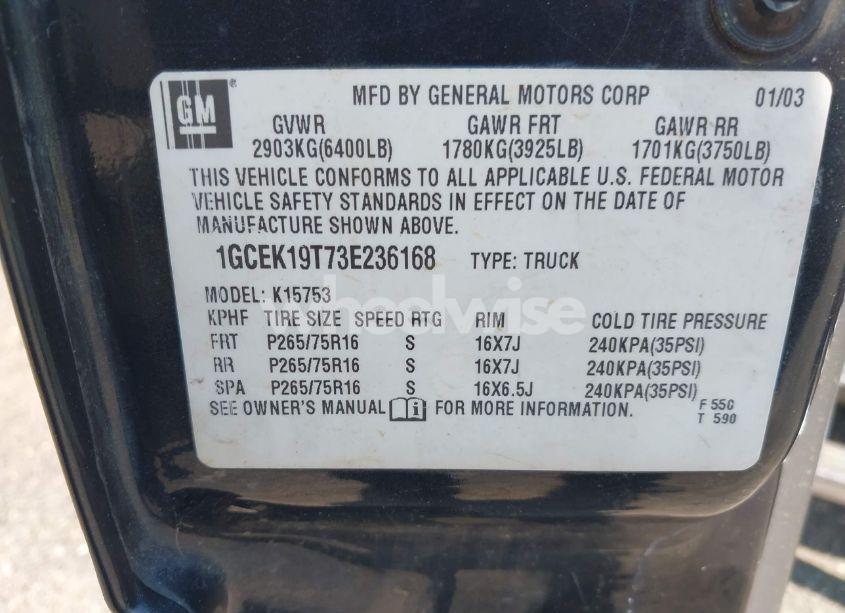 GM ® MFD BY GENERAL MOTORS CORP 01/03
GVWR GAWR FRT GAWR RR
2903KG(6400LB) 1780KG(3925LB) 1701KG(3750LB)
THIS VEHICLE CONFORMS TO ALL APPLICABLE U.S. FEDERAL MOTOR
VEHICLE SAFETY STANDARDS IN EFFECT ON THE DATE OF
MANUFACTURE SHOWN ABOVE.
1GCEK19T73E236168 TYPE: TRUCK
MODEL: K15753
wheelwise
KPHF TIRE SIZE SPEED RTG RIM COLD TIRE PRESSURE
FRT P265/75R16 S 16X7J 240KPA(35PSI)
RR P265/75R16 S 16X7J 240KPA(35PSI)
SPA P265/75R16 S 16X6.5J 240KPA(35PSI)
SEE OWNER'S MANUAL FOR MORE INFORMATION.
F 55G
T 590